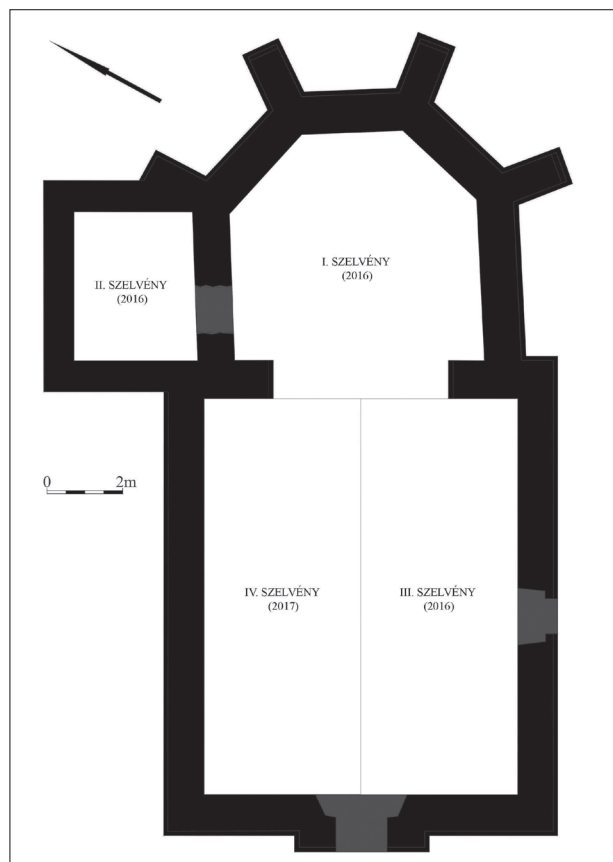 I. SZELVÉNY
(2016)
II. SZELVÉNY
(2016)
0 2m
IV. SZELVÉNY
(2017)
III. SZELVÉNY
(2016)